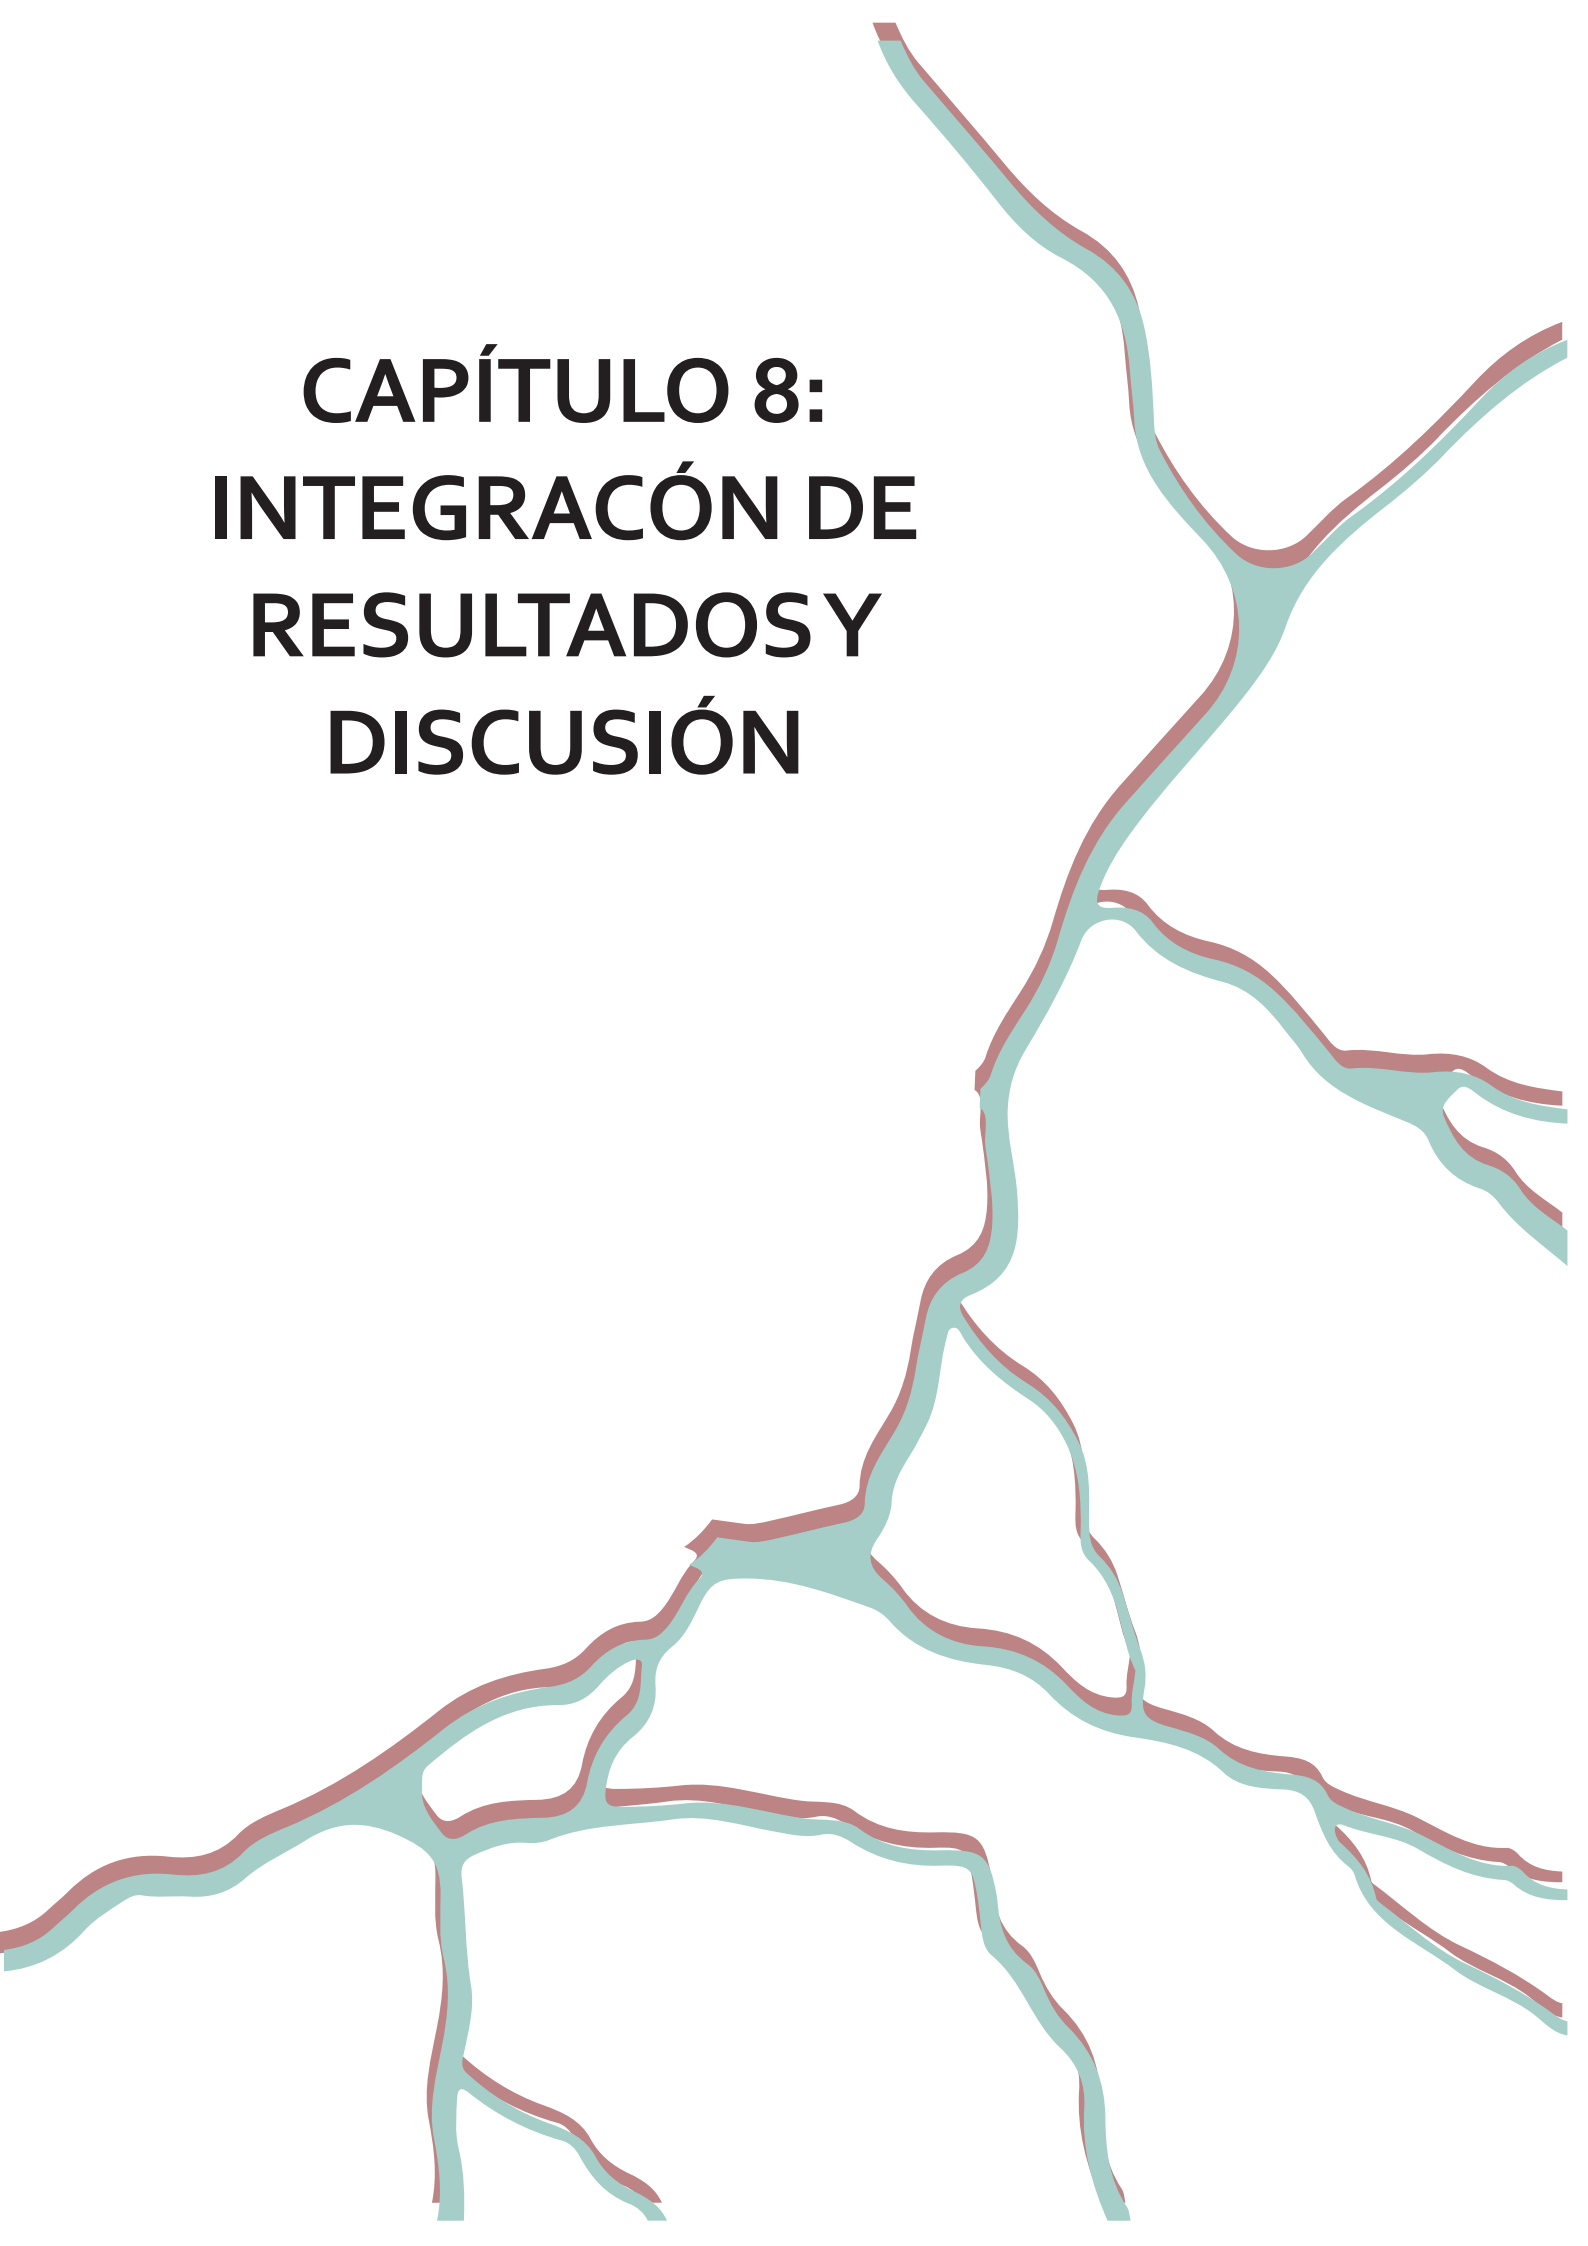 CAPÍTULO 8:
INTEGRACÓN DE
RESULTADOS Y
DISCUSIÓN